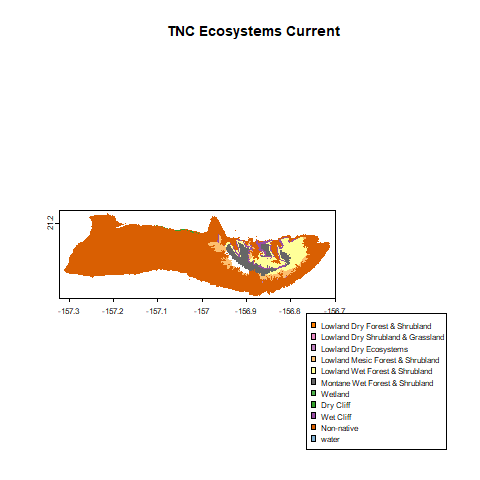 TNC Ecosystems Current
21.2
-157.3 -157.2 -157.1 -157 -156.9 -156.8 -156.7
Lowland Dry Forest & Shrubland
Lowland Dry Shrubland & Grassland
Lowland Dry Ecosystems
Lowland Mesic Forest & Shrubland
Lowland Wet Forest & Shrubland
Montane Wet Forest & Shrubland
Wetland
Dry Cliff
Wet Cliff
Non-native
water